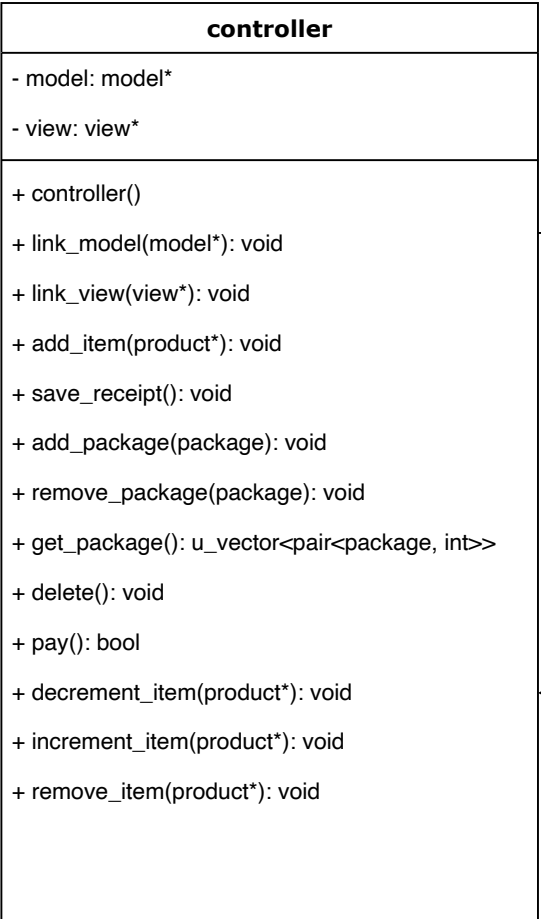 controller
- model: model*
- view: view*
+ controller()
+ link_model(model*): void
+ link_view(view*): void
+ add_item(product*): void
+ save_receipt(): void
+ add_package(package): void
+ remove_package(package): void
+ get_package(): u_vector<pair<package, int>>
+ delete(): void
+ pay(): bool
+ decrement_item(product*): void
+ increment_item(product*): void
+ remove_item(product*): void